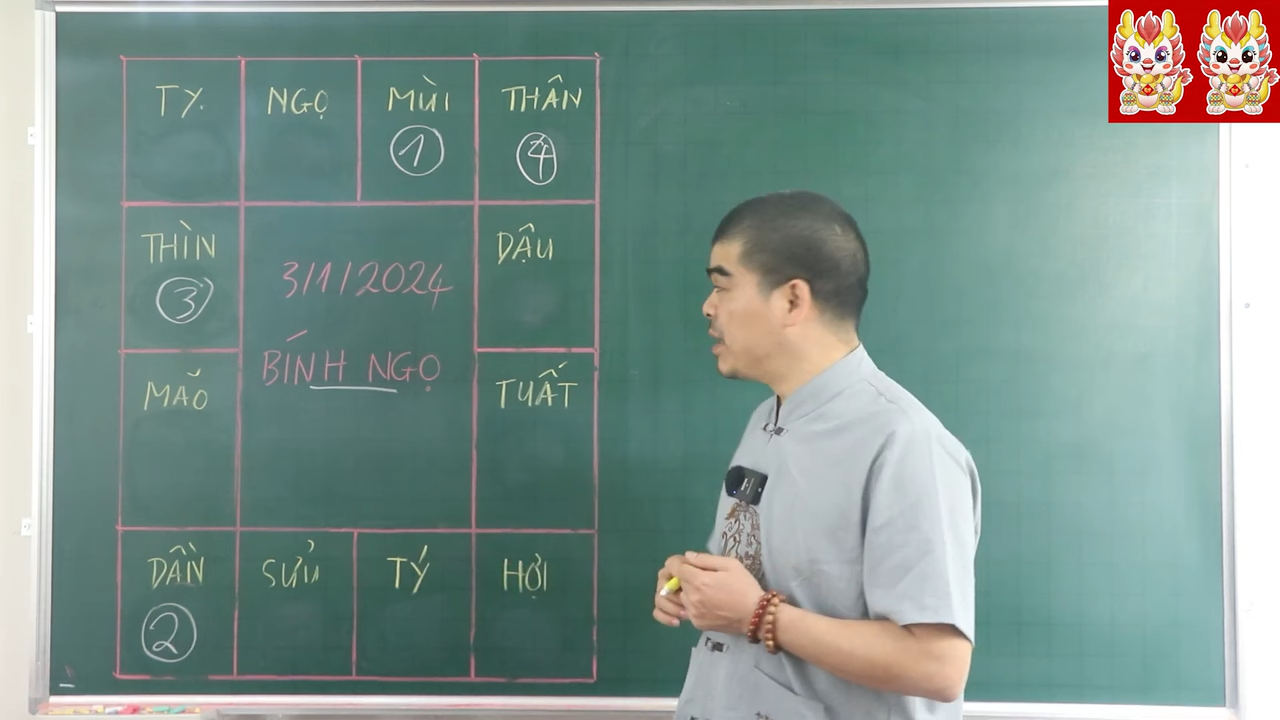 TỴ
NGỌ
MÙI
1
THÂN
4
THÌN
3
3/1/2024
BÍNH NGỌ
DẬU
MÃO
TUẤT
DẦN
2
SỬU
TÝ
HỢI